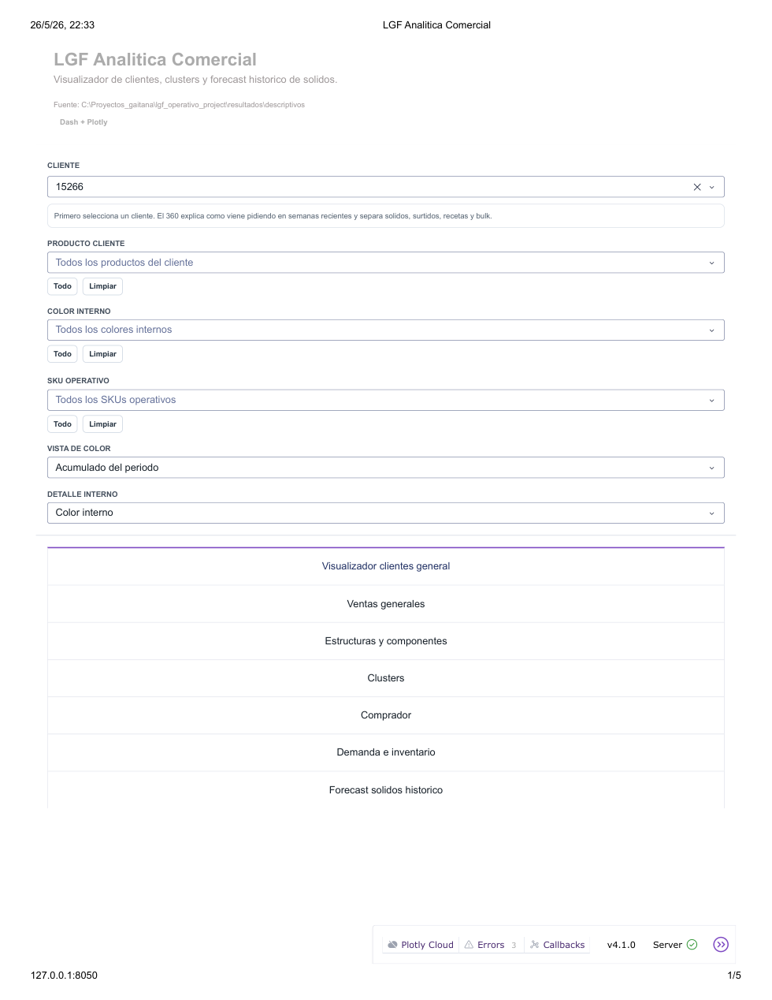 26/5/26, 22:33 LGF Analitica Comercial
LGF Analitica Comercial
Visualizador de clientes, clusters y forecast historico de solidos.
Fuente: C:\Proyectos_gaitana\lgf_operativo_project\resultados\descriptivos
Dash + Plotly
CLIENTE
15266
Primero selecciona un cliente. El 360 explica como viene pidiendo en semanas recientes y separa solidos, surtidos, recetas y bulk.
PRODUCTO CLIENTE
Todos los productos del cliente
Todo Limpiar
COLOR INTERNO
Todos los colores internos
Todo Limpiar
SKU OPERATIVO
Todos los SKUs operativos
Todo Limpiar
VISTA DE COLOR
Acumulado del periodo
DETALLE INTERNO
Color interno
Visualizador clientes general
Ventas generales
Estructuras y componentes
Clusters
Comprador
Demanda e inventario
Forecast solidos historico
Plotly Cloud Errors 3 Callbacks v4.1.0 Server
127.0.0.1:8050 1/5